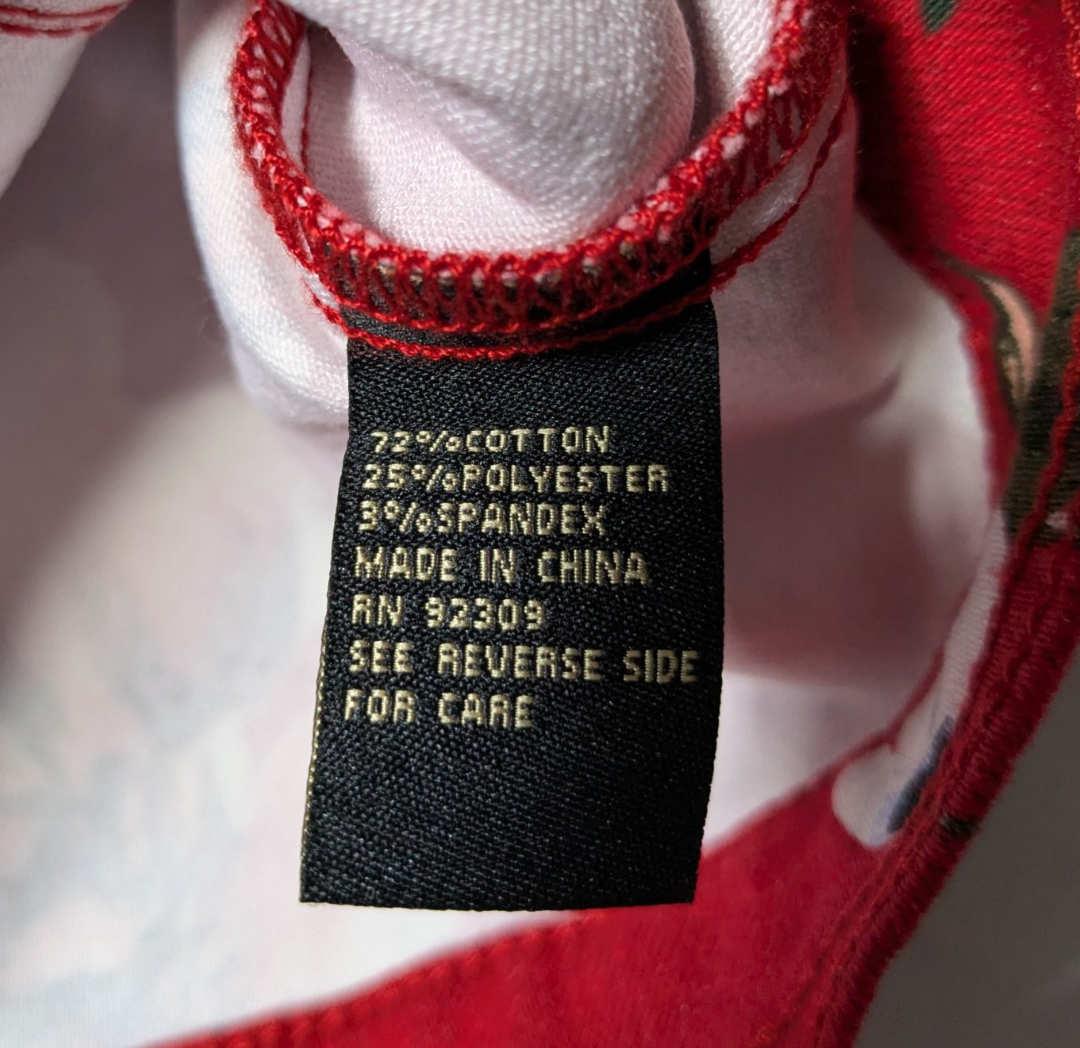 72%COTTON
25%POLYESTER
3%SPANDEX
MADE IN CHINA
RN 92309
SEE REVERSE SIDE
FOR CARE